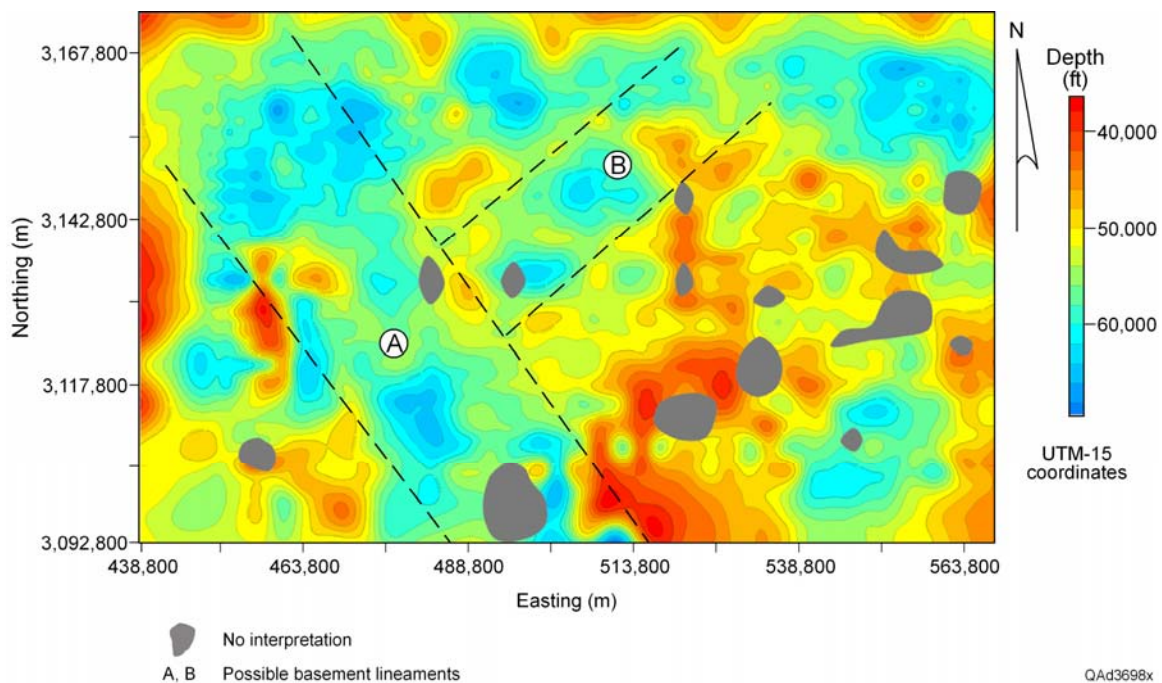 N
3,167,800
Depth
(ft)
40,000
B
3,142,800
50,000
Northing (m)
60,000
A
3,117,800
UTM-15
coordinates
3,092,800
438,800
463,800
488,800
513,800
538,800
563,800
Easting (m)
No interpretation
A, B Possible basement lineaments
QAd3698x